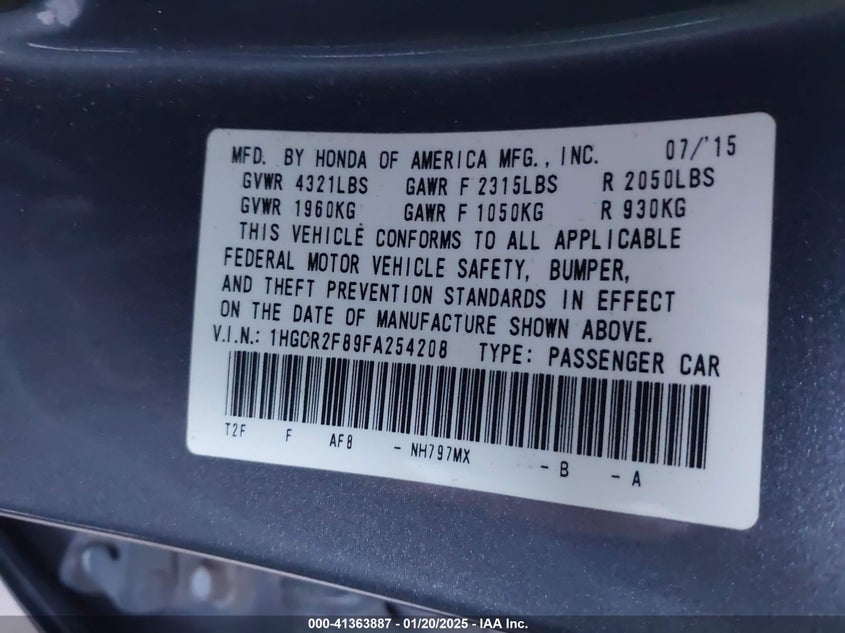 MFD. BY HONDA OF AMERICA MFG., INC. 07/'15
GVWR 4321LBS GAWR F 2315LBS R 2050LBS
GVWR 1960KG GAWR F 1050KG R 930KG
THIS VEHICLE CONFORMS TO ALL APPLICABLE
FEDERAL MOTOR VEHICLE SAFETY, BUMPER,
AND THEFT PREVENTION STANDARDS IN EFFECT
ON THE DATE OF MANUFACTURE SHOWN ABOVE.
V.I.N.: 1HGCR2F89FA254208 TYPE: PASSENGER CAR
T2F F AF8 - NH797MX - B - A
000-41363887 - 01/20/2025 - IAA Inc.